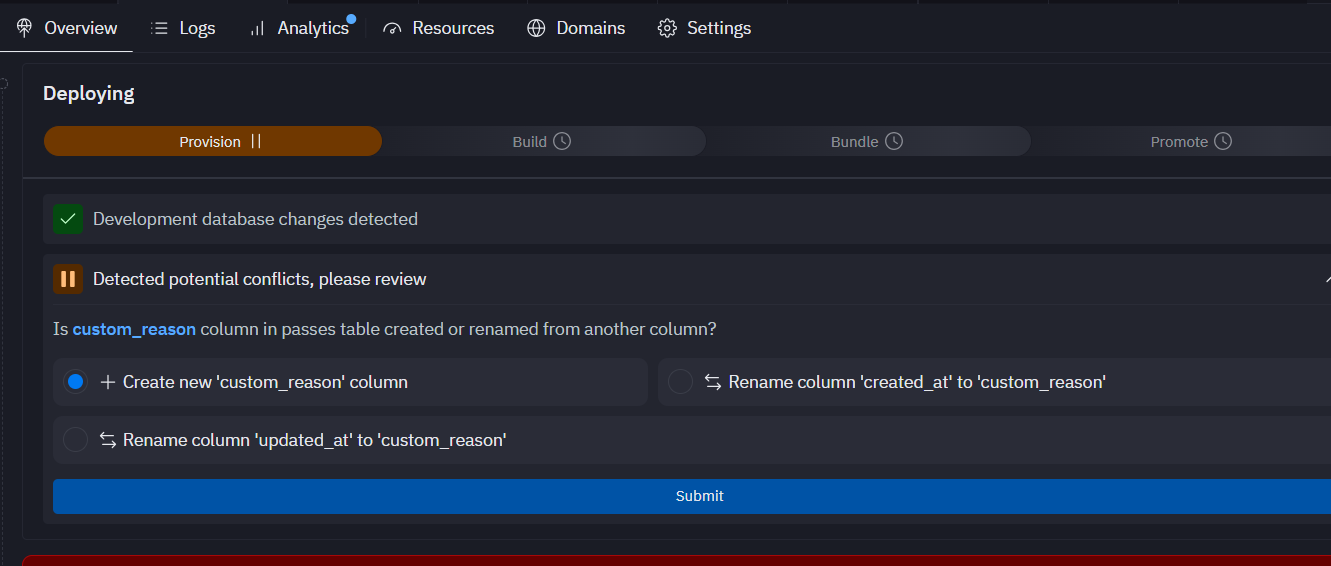 Overview Logs Analytics Resources Domains Settings
Deploying
Provision Build Bundle Promote
Development database changes detected
Detected potential conflicts, please review
Is custom_reason column in passes table created or renamed from another column?
Create new 'custom_reason' column Rename column 'created_at' to 'custom_reason'
Rename column 'updated_at' to 'custom_reason'
Submit